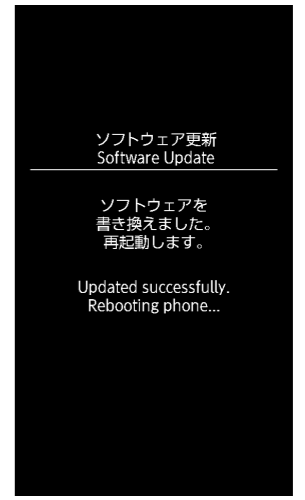 ソフトウェア更新
Software Update
ソフトウェアを
書き換えました。
再起動します。
Updated successfully.
Rebooting phone...